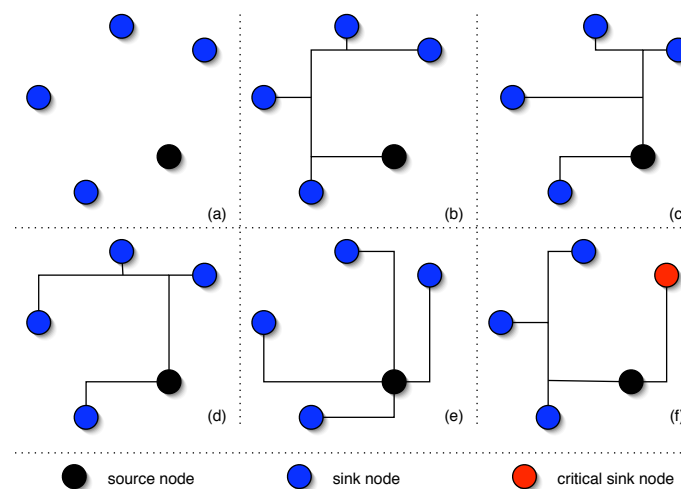 (a) (b) (c
(d) (e) (f)
source node sink node critical sink node